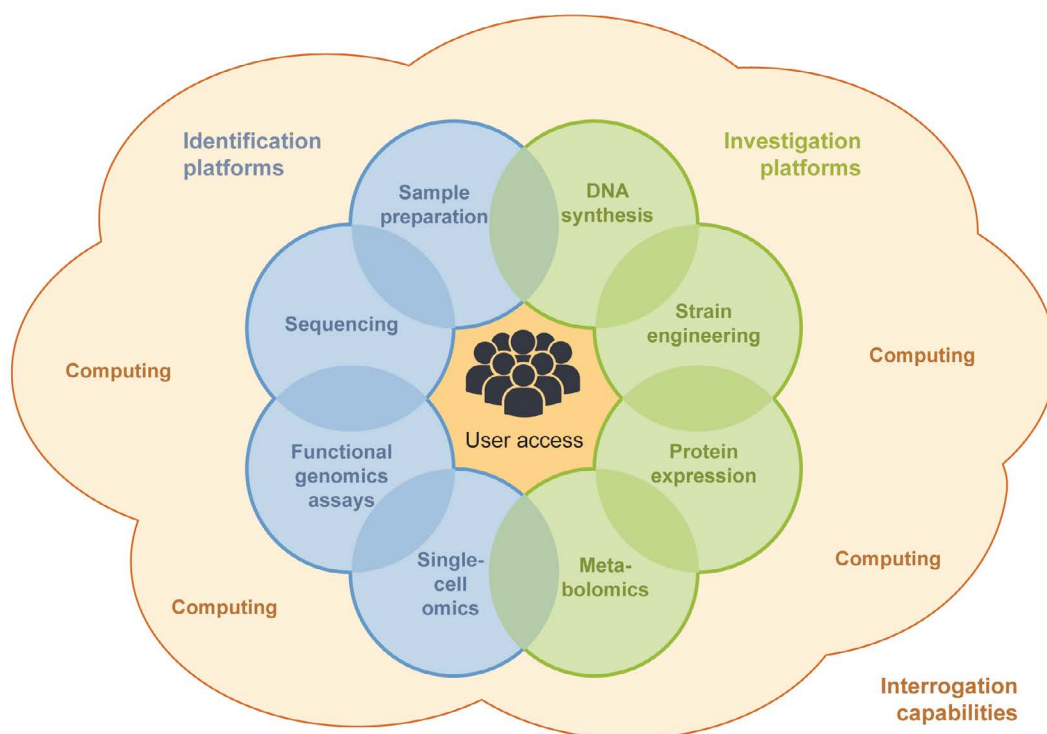 Identification
platforms
Investigation
platforms
Sample
preparation
DNA
synthesis
Sequencing
Strain
engineering
Computing
Computing
User access
Functional
genomics
assays
Protein
expression
Single-
cell
omics
Meta-
bolomics
Computing
Computing
Interrogation
capabilities